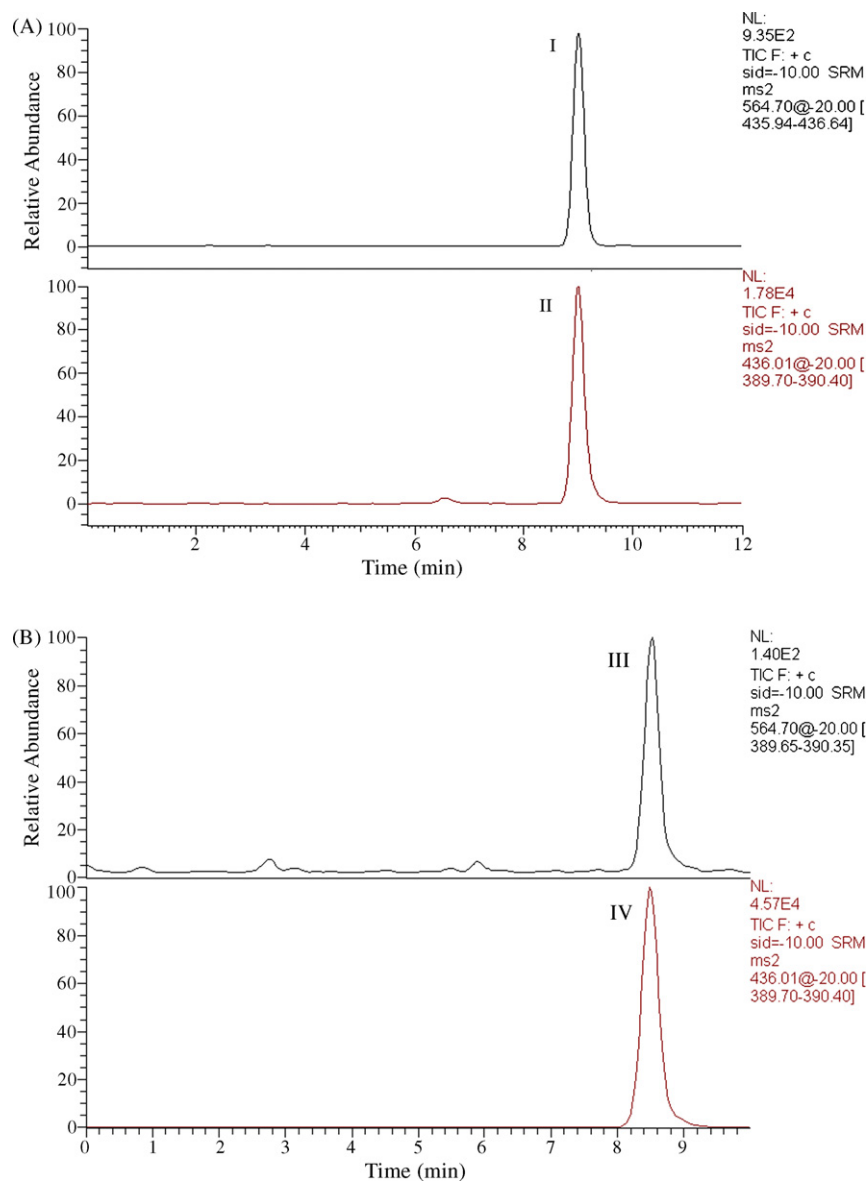 (A)
Relative Abundance
100
80
60
40
20
0
I
NL:
9.35E2
TIC F: + c
sid=-10.00 SRM
ms2
564.70@-20.00 [
435.94-436.64]
100
80
60
40
20
0
II
NL:
1.78E4
TIC F: + c
sid=-10.00 SRM
ms2
436.01@-20.00 [
389.70-390.40]
2 4 6 8 10 12
Time (min)
(B)
Relative Abundance
100
80
60
40
20
0
III
NL:
1.40E2
TIC F: + c
sid=-10.00 SRM
ms2
564.70@-20.00 [
389.65-390.35]
100
80
60
40
20
0
IV
NL:
4.57E4
TIC F: + c
sid=-10.00 SRM
ms2
436.01@-20.00 [
389.70-390.40]
0 1 2 3 4 5 6 7 8 9
Time (min)